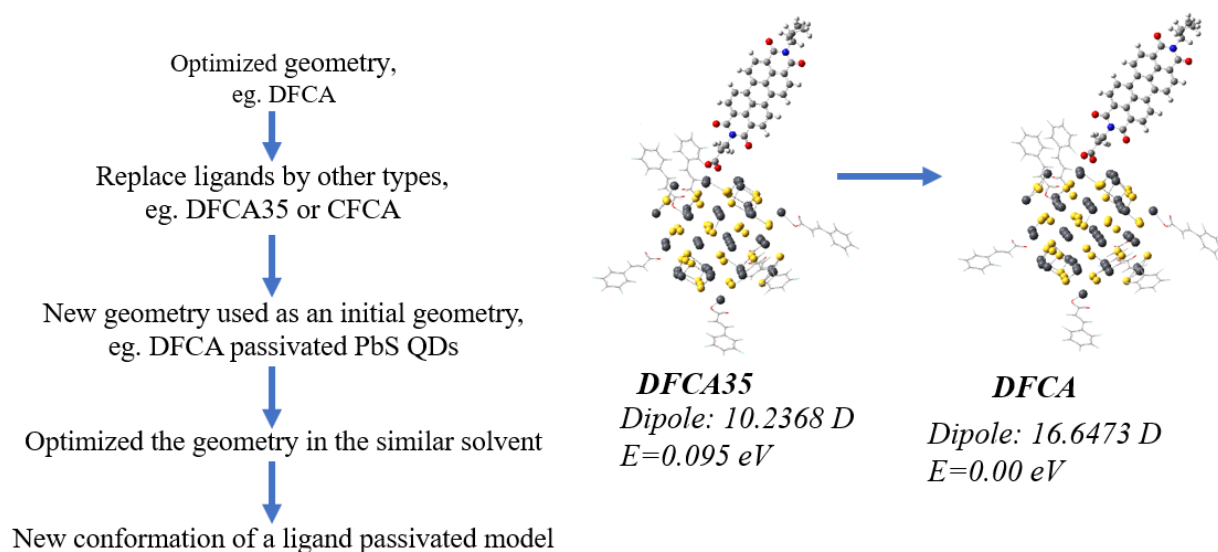 Optimized geometry,
eg. DFCA
Replace ligands by other types,
eg. DFCA35 or CFCA
New geometry used as an initial geometry,
eg. DFCA passivated PbS QDs
Optimized the geometry in the similar solvent
New conformation of a ligand passivated model
DFCA35
Dipole: 10.2368 D
E=0.095 eV
DFCA
Dipole: 16.6473 D
E=0.00 eV